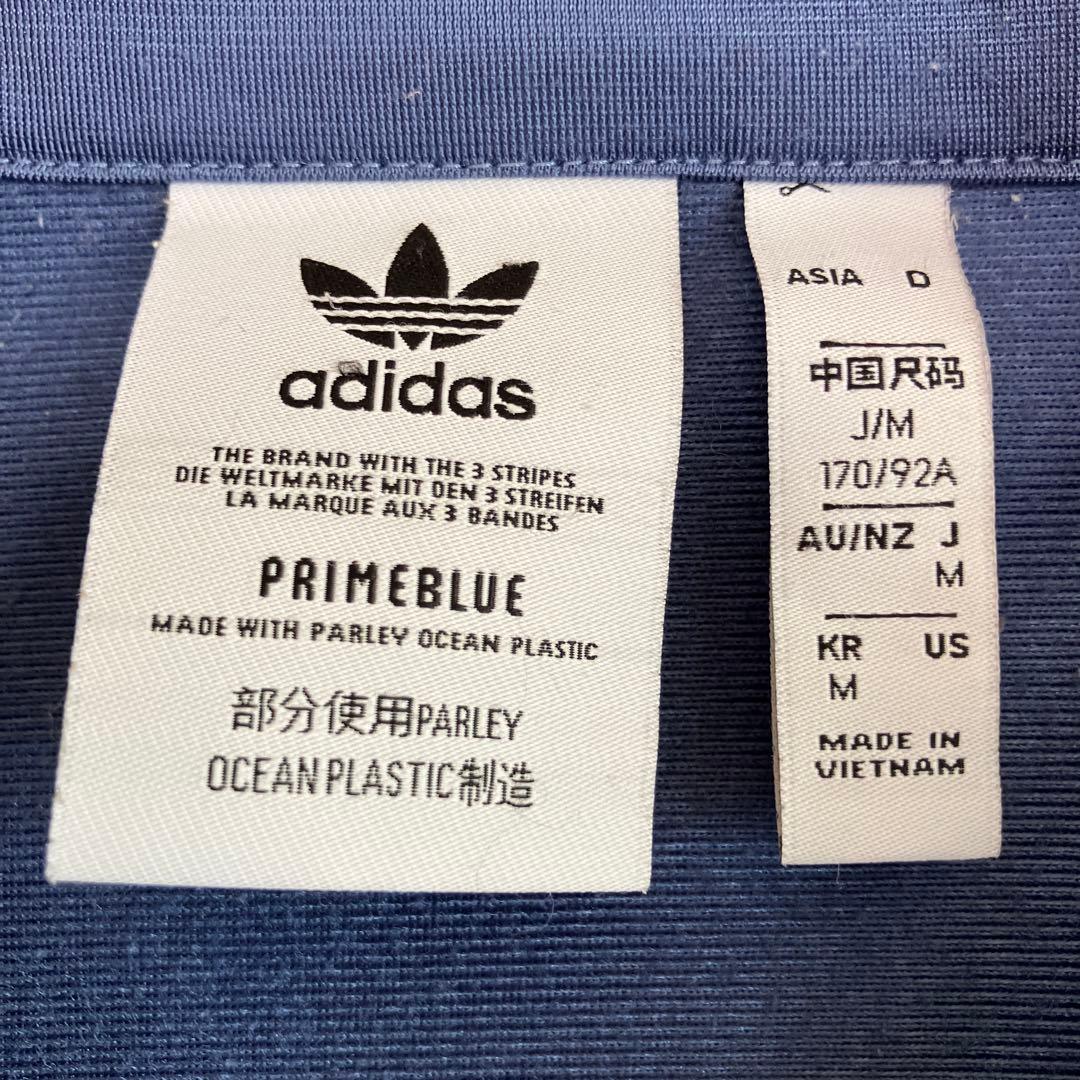 adidas
THE BRAND WITH THE 3 STRIPES
DIE WELTMARKE MIT DEN 3 STREIFEN
LA MARQUE AUX 3 BANDES
PRIMEBLUE
MADE WITH PARLEY OCEAN PLASTIC
部分使用PARLEY
OCEAN PLASTIC制造
ASIA D
中国尺码
J/M
170/92A
AU/NZ J
M
KR US
M
MADE IN
VIETNAM